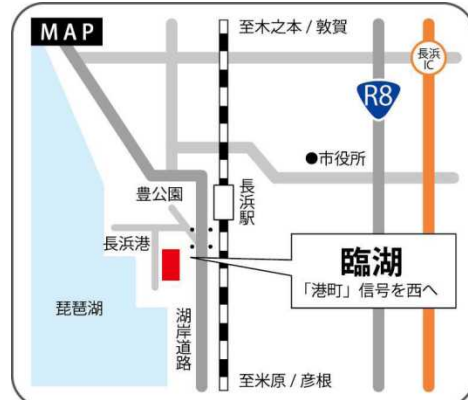 MAP
至木之本 / 敦賀
長浜
IC
R8
●市役所
豊公園
長浜駅
長浜港
臨湖
「港町」信号を西へ
琵琶湖
湖岸道路
至米原 / 彦根